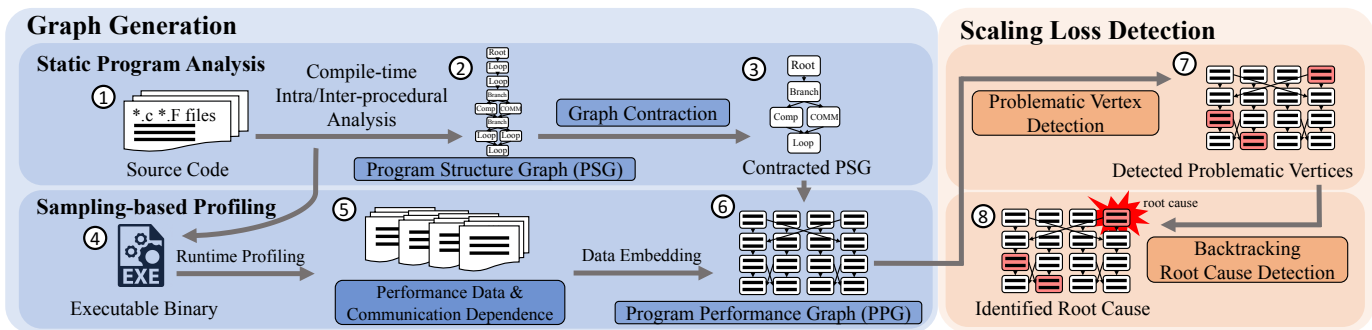 Graph Generation
Static Program Analysis
①
*.c *.F files
Source Code
Compile-time
Intra/Inter-procedural
Analysis
②
Root
Loop
Loop
Branch
Comp COMM
Branch
Loop Loop
Loop
Program Structure Graph (PSG)
Graph Contraction
③
Root
Branch
Comp COMM
Loop
Contracted PSG
Sampling-based Profiling
④
EXE
Executable Binary
Runtime Profiling
⑤
Performance Data &
Communication Dependence
Data Embedding
⑥
Program Performance Graph (PPG)
Scaling Loss Detection
Problematic Vertex
Detection
⑦
Detected Problematic Vertices
⑧
root cause
Identified Root Cause
Backtracking
Root Cause Detection